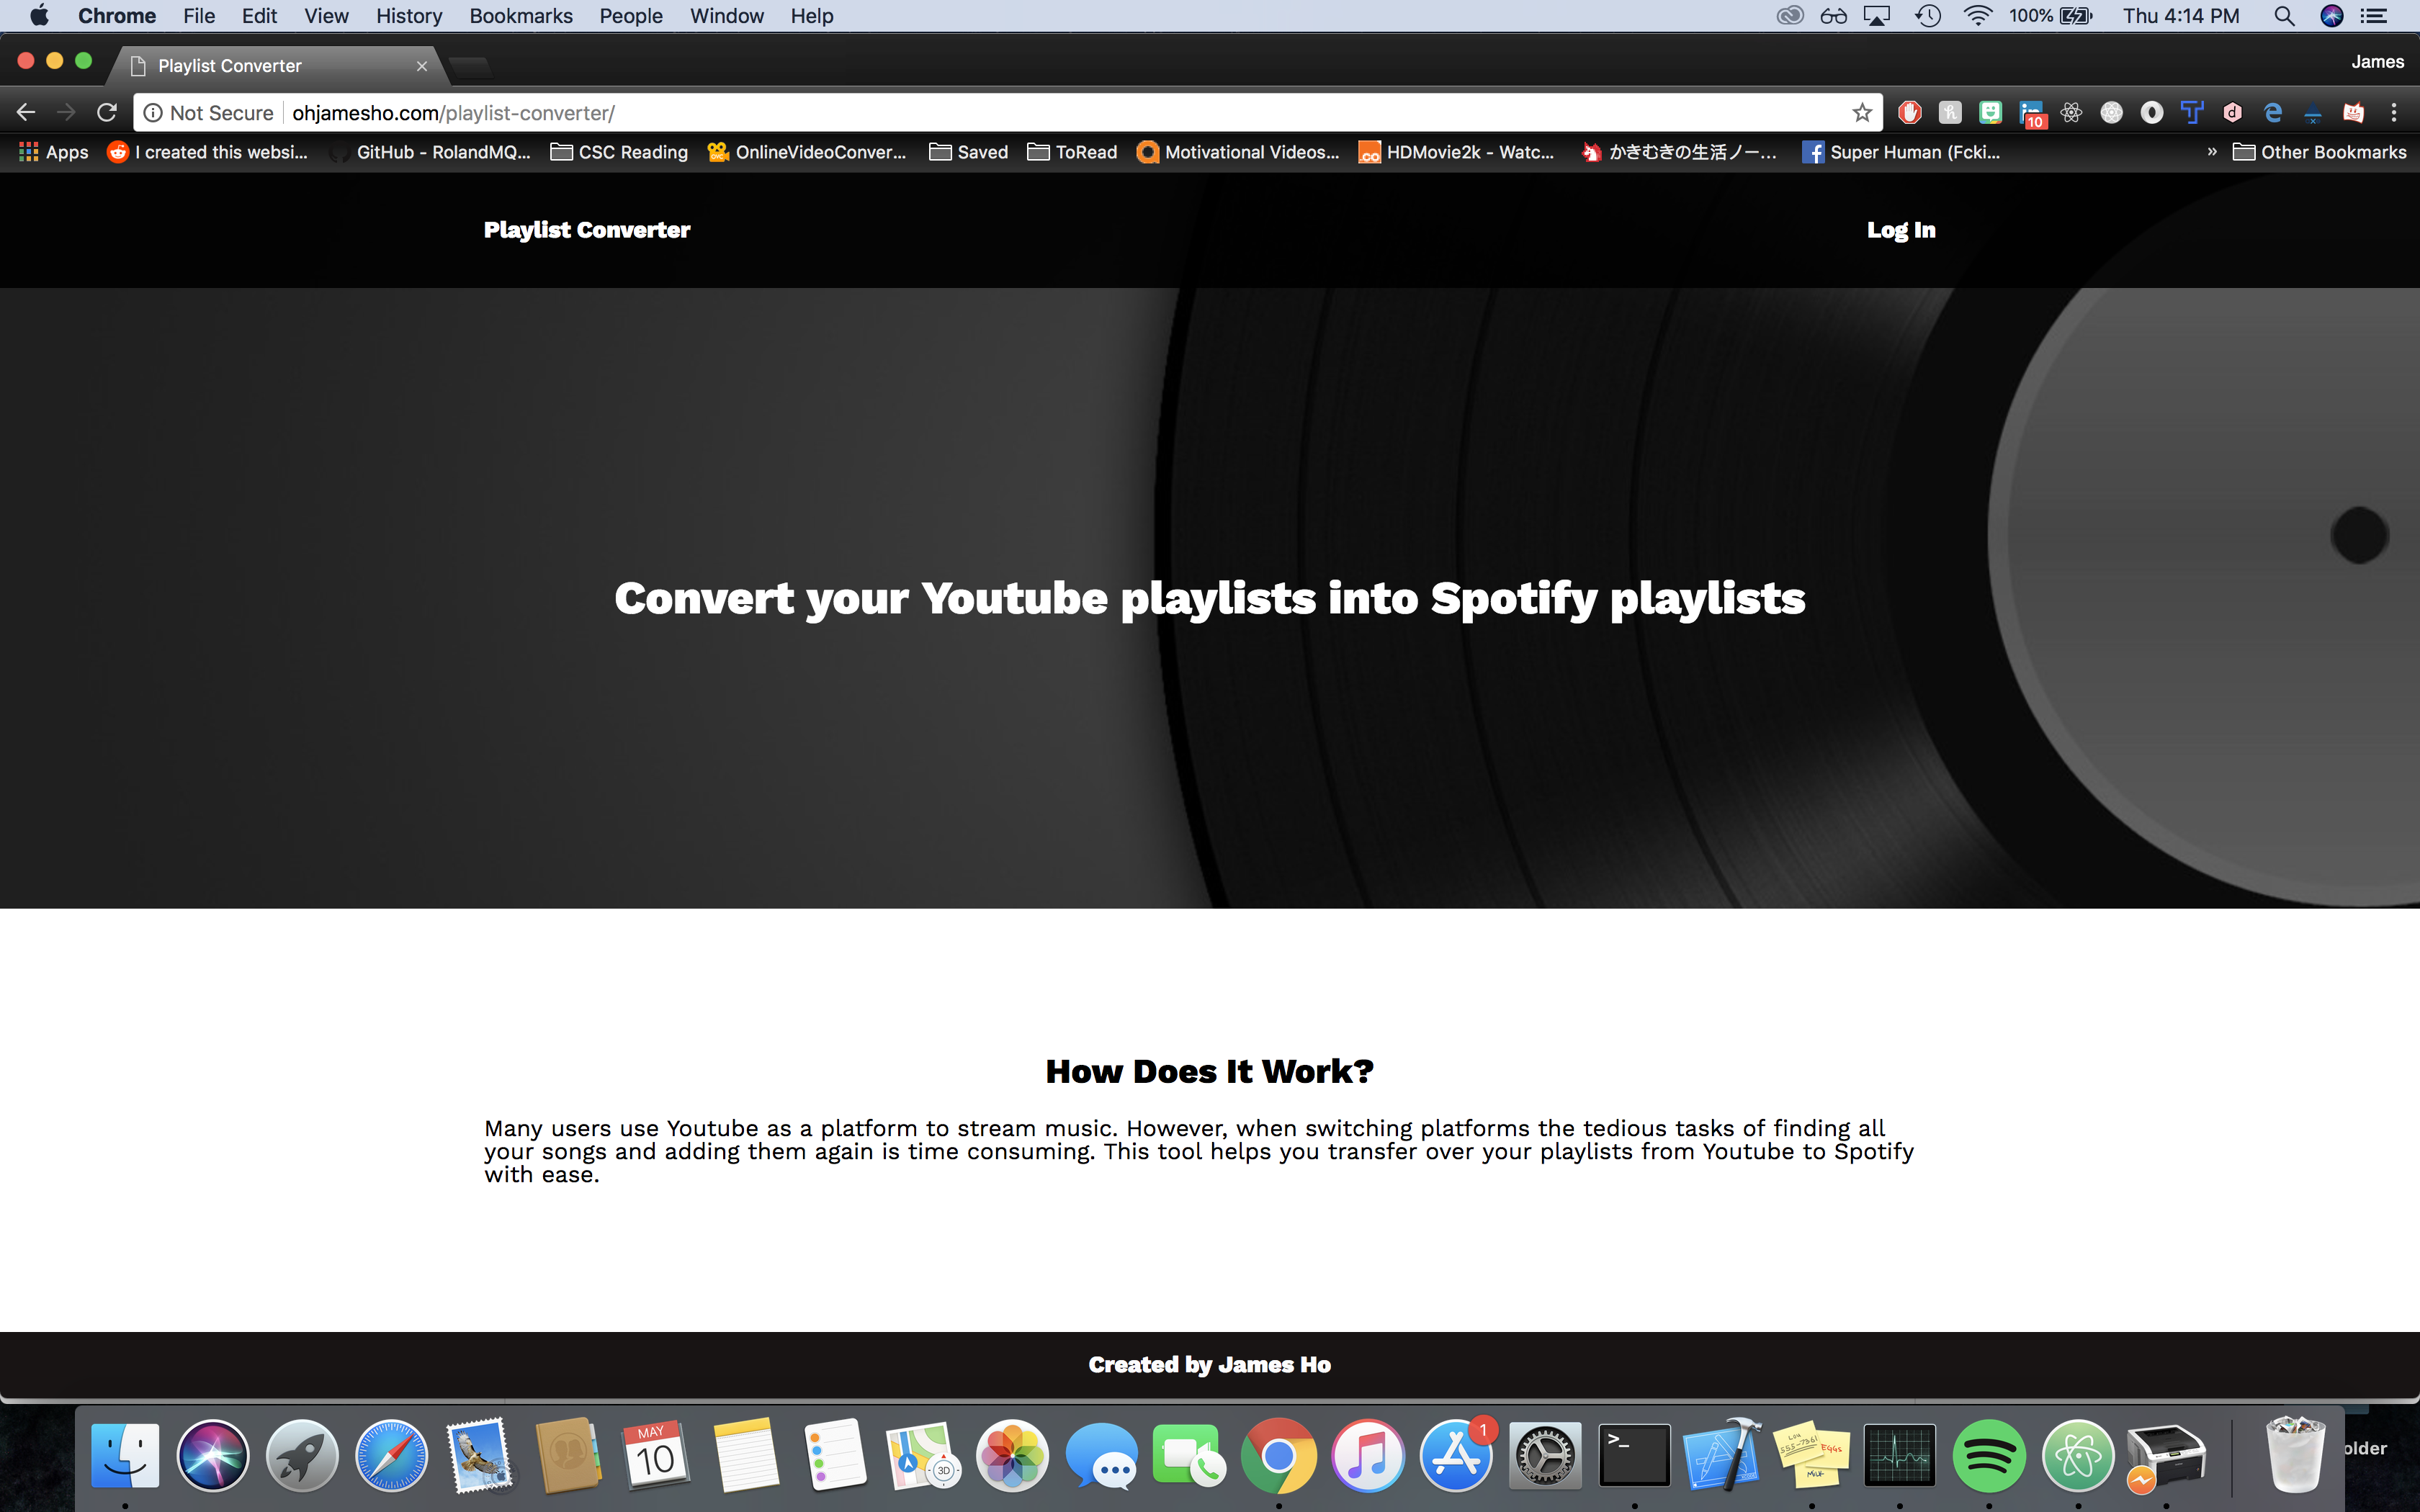 Chrome File Edit View History Bookmarks People Window Help 100% Thu 4:14 PM
Playlist Converter James
Not Secure ohjamesho.com/playlist-converter/ 10
Apps I created this websi... GitHub - RolandMQ... CSC Reading OnlineVideoConver... Saved ToRead Motivational Videos... HDMovie2k - Watc... かきむきの生活ノー... Super Human (Fcki... » Other Bookmarks
Playlist Converter Log In
Convert your Youtube playlists into Spotify playlists
How Does It Work?
Many users use Youtube as a platform to stream music. However, when switching platforms the tedious tasks of finding all
your songs and adding them again is time consuming. This tool helps you transfer over your playlists from Youtube to Spotify
with ease.
Created by James Ho
MAY
10
3D
1
>_
555-7361 Eggs
Milk
older